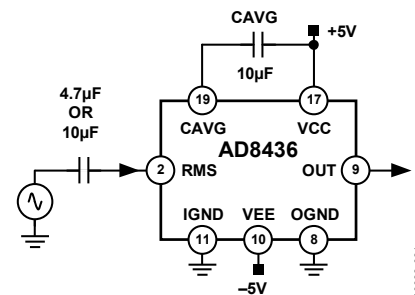 CAVG
+5V
10µF
4.7µF
OR
10µF
19
17
CAVG
VCC
AD8436
2
RMS
OUT
9
IGND
VEE
OGND
11
10
8
–5V